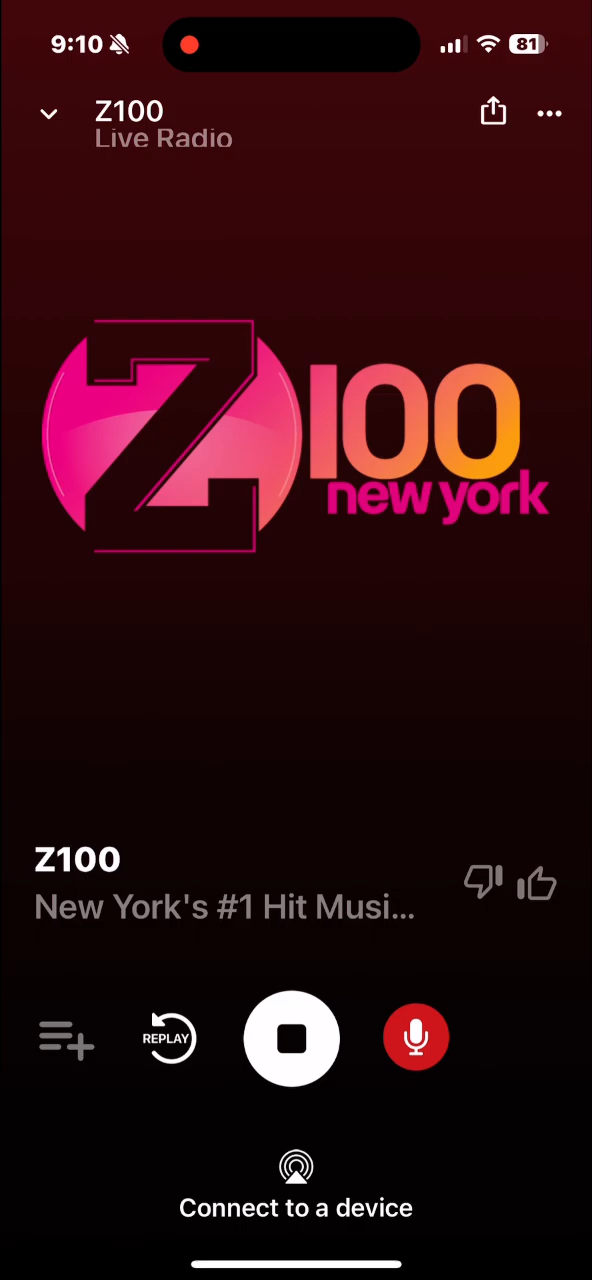 9:10
81
Z100
Live Radio
Z100
new york
Z100
New York's #1 Hit Musi...
REPLAY
Connect to a device